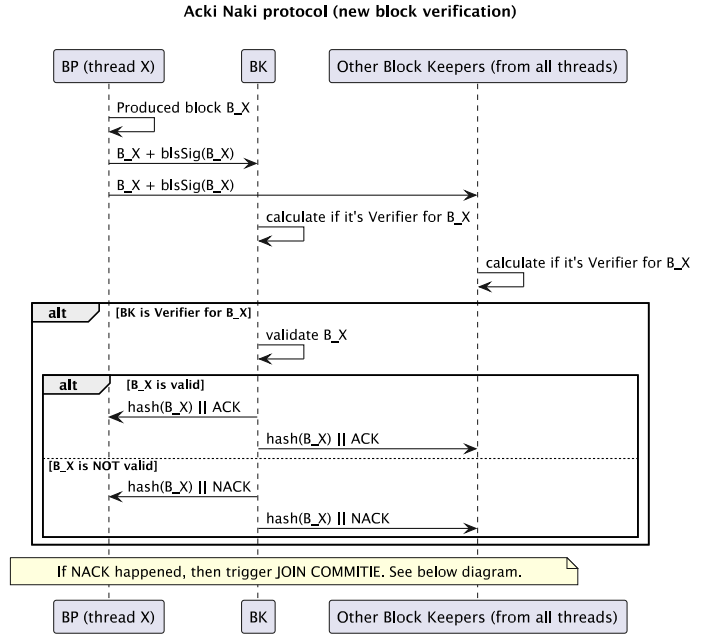 Acki Naki protocol (new block verification)
BP (thread X)
BK
Other Block Keepers (from all threads)
Produced block B_X
B_X + blsSig(B_X)
B_X + blsSig(B_X)
calculate if it's Verifier for B_X
calculate if it's Verifier for B_X
alt [BK is Verifier for B_X]
validate B_X
alt [B_X is valid]
hash(B_X) || ACK
hash(B_X) || ACK
[B_X is NOT valid]
hash(B_X) || NACK
hash(B_X) || NACK
If NACK happened, then trigger JOIN COMMITIE. See below diagram.
BP (thread X)
BK
Other Block Keepers (from all threads)